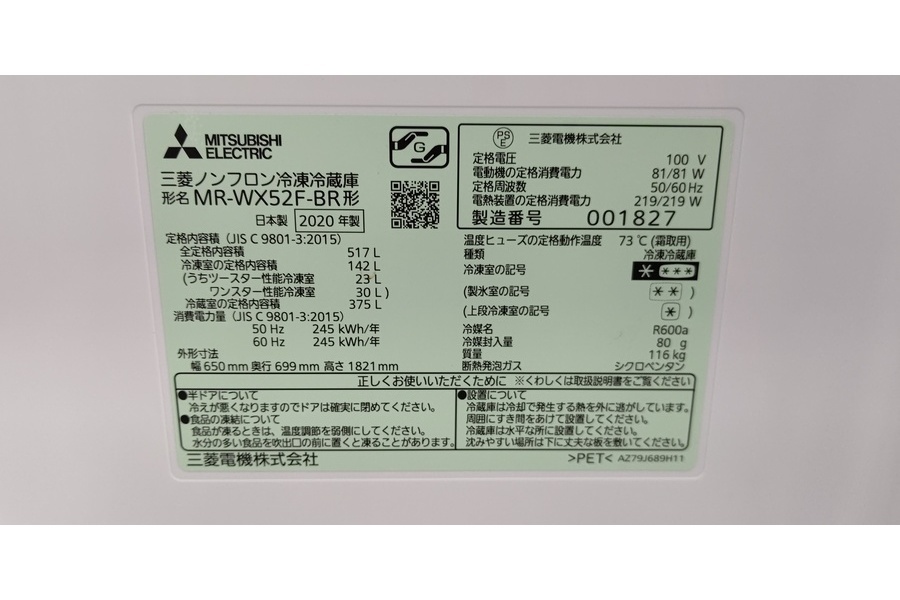 MITSUBISHI
ELECTRIC
G
三菱ノンフロン冷凍冷蔵庫
形名 MR-WX52F-BR形
日本製 2020 年製
定格内容積 (JIS C 9801-3:2015)
全定格内容積 517 L
冷凍室の定格内容積 142 L
(うちツースター性能冷凍室 23 L
ワンスター性能冷凍室 30 L)
冷蔵室の定格内容積 375 L
消費電力量 (JIS C 9801-3:2015)
50 Hz 245 kWh/年
60 Hz 245 kWh/年
外形寸法
幅 650 mm 奥行 699 mm 高さ 1821 mm
PS
E 三菱電機株式会社
定格電圧 100 V
電動機の定格消費電力 81/81 W
定格周波数 50/60 Hz
電熱装置の定格消費電力 219/219 W
製造番号 001827
温度ヒューズの定格動作温度 73 ℃ (霜取用)
種類 冷凍冷蔵庫
冷凍室の記号 * ***
(製氷室の記号 ** )
(上段冷凍室の記号 * )
冷媒名 R600a
冷媒封入量 80 g
質量 116 kg
断熱発泡ガス シクロペンタン
正しくお使いいただくために ※くわしくは取扱説明書をご覧ください
●半ドアについて
冷えが悪くなりますのでドアは確実に閉めてください。
●食品の凍結について
食品が凍るときは、温度調節を弱側にしてください。
水分の多い食品を吹出口の前に置くと凍ることがあります。
●設置について
冷蔵庫は冷却で発生する熱を外に逃がしています。
周囲にすき間をあけて設置してください。
冷蔵庫は水平な所に設置してください。
沈みやすい場所は下に丈夫な板を敷いてください。
三菱電機株式会社 >PET< AZ79J689H11